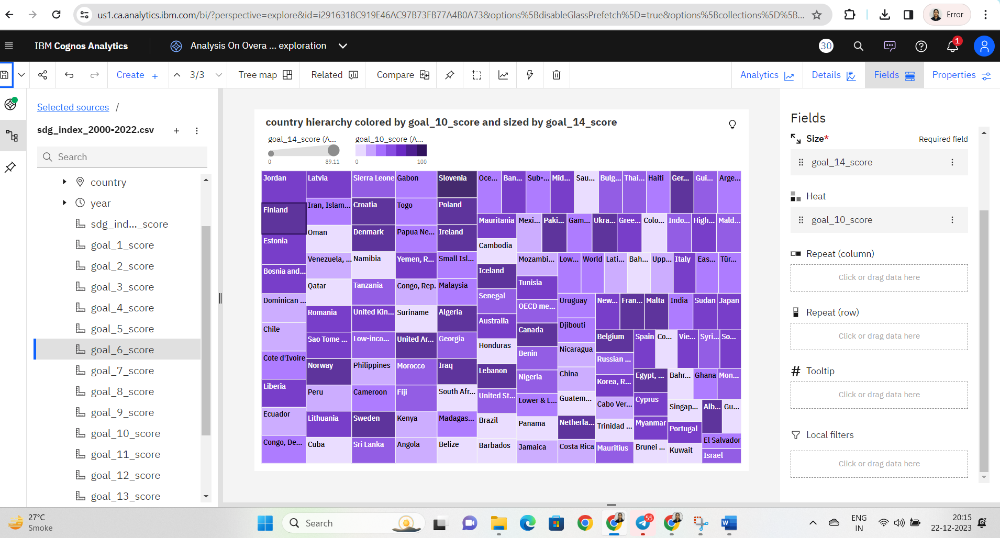 us1.ca.analytics.ibm.com/bi/?perspective=explore&id=i2916318C919E46AC97B73FB77A4B0A73&options%5BdisableGlassPrefetch%5D=true&options%5Bcollections%5D%5B...
Error
IBM Cognos Analytics
Analysis On Overa ... exploration
30
1
Create +
3/3
Tree map
Related
Compare
Analytics
Details
Fields
Properties
Selected sources /
sdg_index_2000-2022.csv
Search
country
year
sdg_ind..._score
goal_1_score
goal_2_score
goal_3_score
goal_4_score
goal_5_score
goal_6_score
goal_7_score
goal_8_score
goal_9_score
goal_10_score
goal_11_score
goal_12_score
goal_13_score
country hierarchy colored by goal_10_score and sized by goal_14_score
goal_14_score (A...
goal_10_score (A...
0 89.11
0 100
Jordan
Finland
Estonia
Bosnia and...
Dominican ...
Chile
Cote d'Ivoire
Liberia
Ecuador
Congo, De...
Latvia
Iran, Islam...
Oman
Venezuela, ...
Qatar
Romania
Sao Tome ...
Norway
Peru
Lithuania
Cuba
Sierra Leone
Croatia
Denmark
Namibia
Tanzania
United Kin...
Low-inco...
Philippines
Cameroon
Sweden
Sri Lanka
Gabon
Togo
Papua Ne...
Yemen, R...
Congo, Rep.
Suriname
United Ar...
Morocco
Fiji
Kenya
Angola
Slovenia
Poland
Ireland
Small Isl...
Malaysia
Algeria
Georgia
Iraq
South Afr...
Madagas...
Belize
Oce... Ban... Sub-... Mid... Sau... Bulg... Thai... Haiti Ger... Gui... Arge...
Mauritania
Cambodia
Iceland
Senegal
Australia
Honduras
Lebanon
United St...
Brazil
Barbados
Mexi... Paki... Gam... Ukra... Gree... Colo... Indo... High... Mald...
Mozambi...
Tunisia
OECD me...
Canada
Benin
Nigeria
Lower & L...
Panama
Jamaica
Low... World Lati... Bah... Upp... Italy Eas... Tür...
Uruguay
Djibouti
Nicaragua
China
Guatem...
Netherla...
Costa Rica
New... Fran... Malta India Sudan Japan
Belgium
Russian ...
Korea, R...
Cabo Ver...
Trinidad ...
Mauritius
Spain Co... Vie... Syri... So...
Egypt, ...
Cyprus
Myanmar
Brunei ...
Bahr... Ghana Mon...
Singap...
Portugal
Kuwait
Alb... Gu...
El Salvador
Israel
Fields
Size*
Required field
goal_14_score
Heat
goal_10_score
Repeat (column)
Click or drag data here
Repeat (row)
Click or drag data here
Tooltip
Click or drag data here
Local filters
Click or drag data here
27°C
Smoke
Search
55
ENG
IN
20:15
22-12-2023